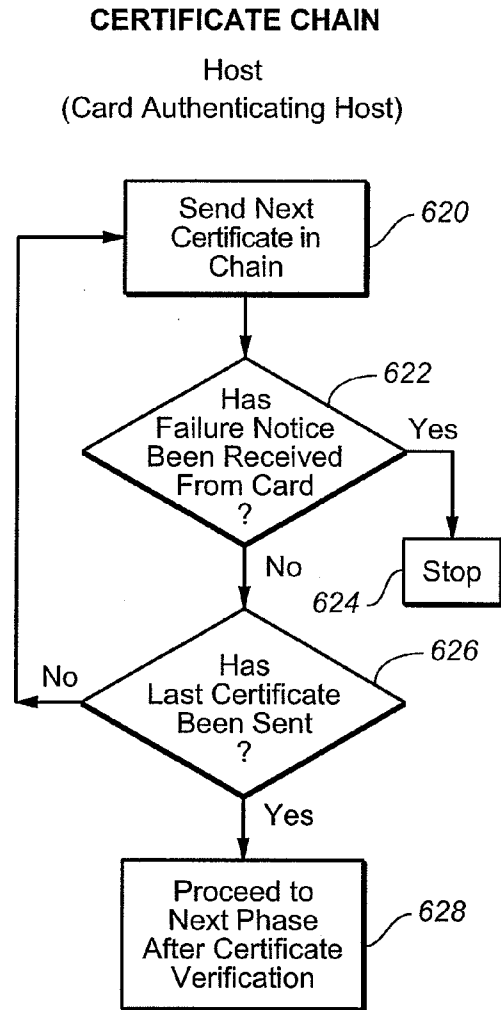 CERTIFICATE CHAIN
Host
(Card Authenticating Host)
Send Next
Certificate in
Chain
620
622
Has
Failure Notice
Been Received
From Card
?
Yes
Stop
624
No
626
Has
Last Certificate
Been Sent
?
No
Yes
Proceed to
Next Phase
After Certificate
Verification
628